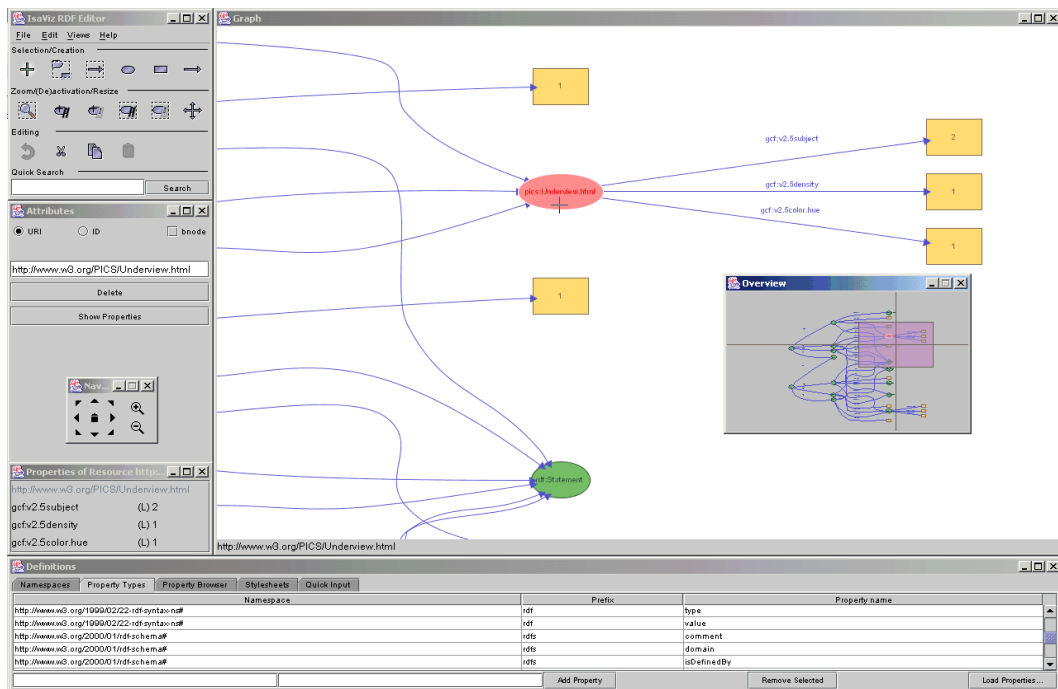 IsaViz RDF Editor
File Edit Views Help
Selection/Creation
Zoom/(De)activation/Resize
Editing
Quick Search
Search
Attributes
URI ID bnode
http://www.w3.org/PICS/Underview.html
Delete
Show Properties
Nav...
Properties of Resource http:...
http://www.w3.org/PICS/Underview.html
gcf:v2.5subject (L) 2
gcf:v2.5density (L) 1
gcf:v2.5color.hue (L) 1
Graph
1
gcf:v2.5subject
2
pics:Underview.html
gcf:v2.5density
1
gcf:v2.5color.hue
1
1
Overview
rdf:Statement
http://www.w3.org/PICS/Underview.html
Definitions
Namespaces Property Types Property Browser Stylesheets Quick Input
Namespace Prefix Property name
http://www.w3.org/1999/02/22-rdf-syntax-ns# rdf type
http://www.w3.org/1999/02/22-rdf-syntax-ns# rdf value
http://www.w3.org/2000/01/rdf-schema# rdfs comment
http://www.w3.org/2000/01/rdf-schema# rdfs domain
http://www.w3.org/2000/01/rdf-schema# rdfs isDefinedBy
Add Property Remove Selected Load Properties...